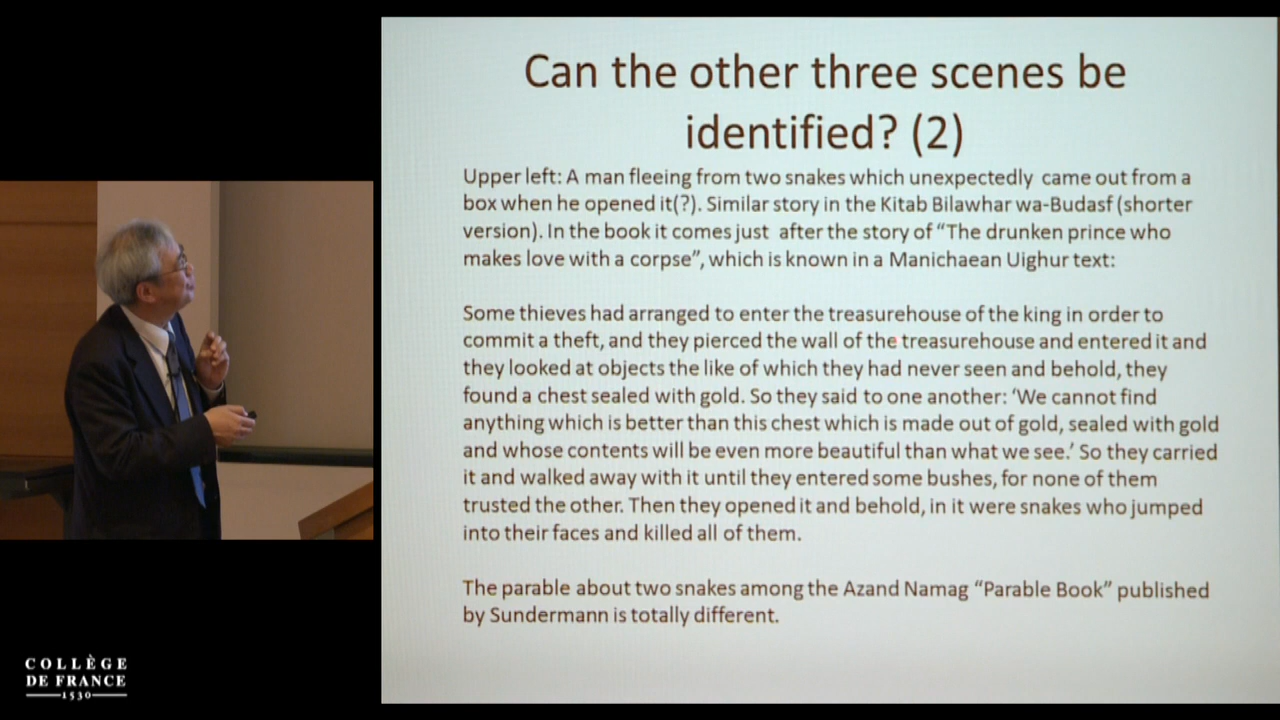 Can the other three scenes be
identified? (2)
Upper left: A man fleeing from two snakes which unexpectedly came out from a
box when he opened it(?). Similar story in the Kitab Bilawhar wa-Budasf (shorter
version). In the book it comes just after the story of “The drunken prince who
makes love with a corpse”, which is known in a Manichaean Uighur text:
Some thieves had arranged to enter the treasurehouse of the king in order to
commit a theft, and they pierced the wall of the treasurehouse and entered it and
they looked at objects the like of which they had never seen and behold, they
found a chest sealed with gold. So they said to one another: ‘We cannot find
anything which is better than this chest which is made out of gold, sealed with gold
and whose contents will be even more beautiful than what we see.’ So they carried
it and walked away with it until they entered some bushes, for none of them
trusted the other. Then they opened it and behold, in it were snakes who jumped
into their faces and killed all of them.
The parable about two snakes among the Azand Namag “Parable Book” published
by Sundermann is totally different.
COLLÈGE
DE FRANCE
1530